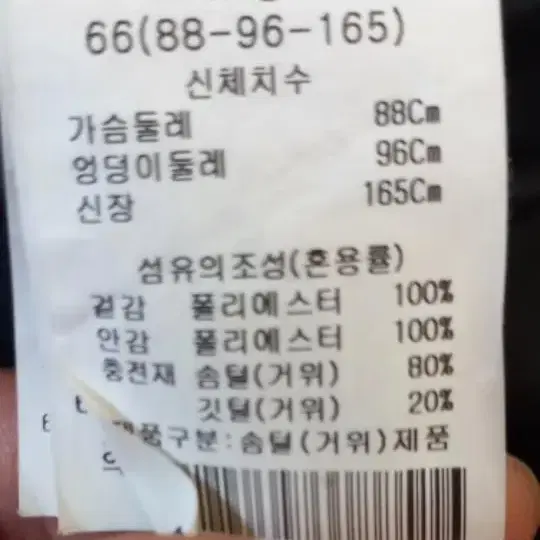 66(88-96-165)
신체치수
가슴둘레 88Cm
엉덩이둘레 96Cm
신장 165Cm
섬유의조성(혼용률)
겉감 폴리에스터 100%
안감 폴리에스터 100%
충전재 솜털(거위) 80%
깃털(거위) 20%
제품구분:솜털(거위)제품